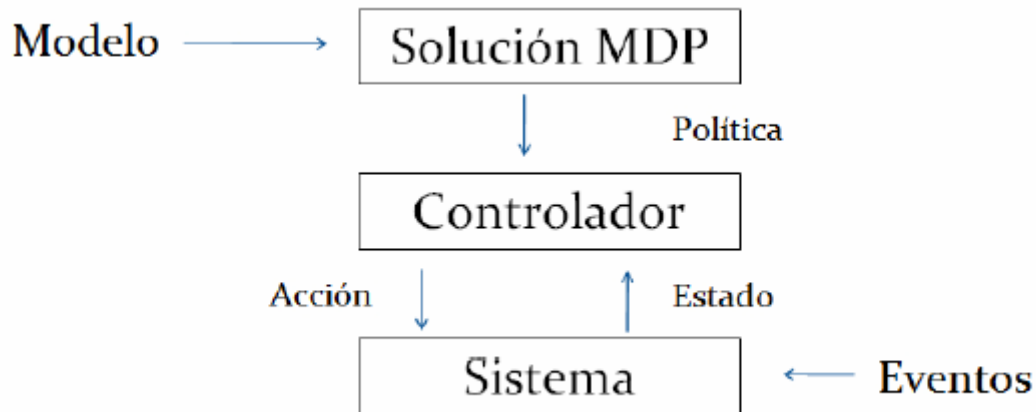 Modelo
Solución MDP
Política
Controlador
Acción
Estado
Sistema
Eventos